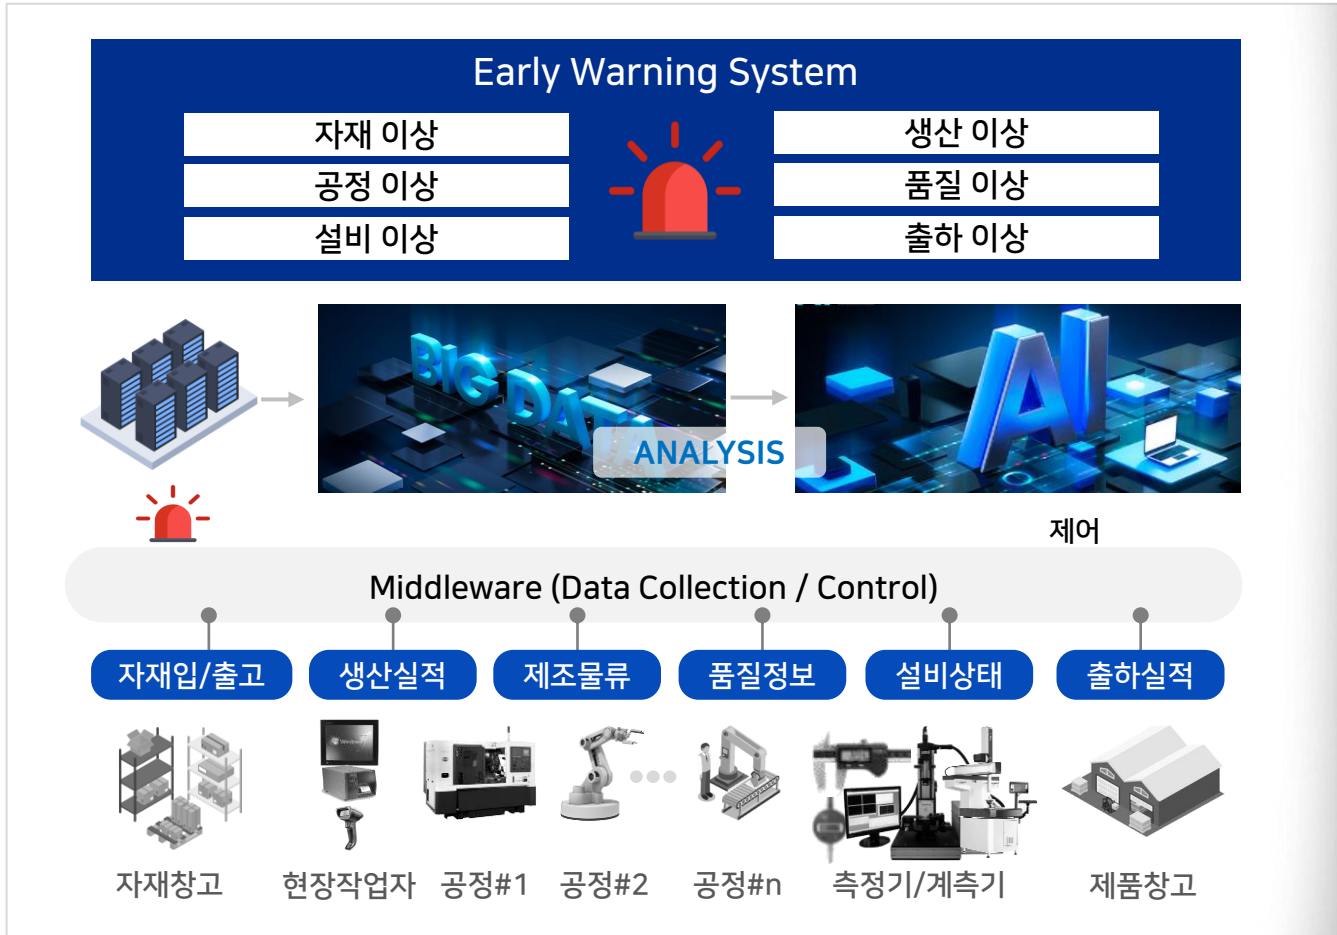 Early Warning System
자재 이상
생산 이상
공정 이상
품질 이상
설비 이상
출하 이상
BIG DATA
AI
ANALYSIS
제어
Middleware (Data Collection / Control)
자재입/출고
생산실적
제조물류
품질정보
설비상태
출하실적
Windows 7
자재창고
현장작업자
공정#1
공정#2
공정#n
측정기/계측기
제품창고